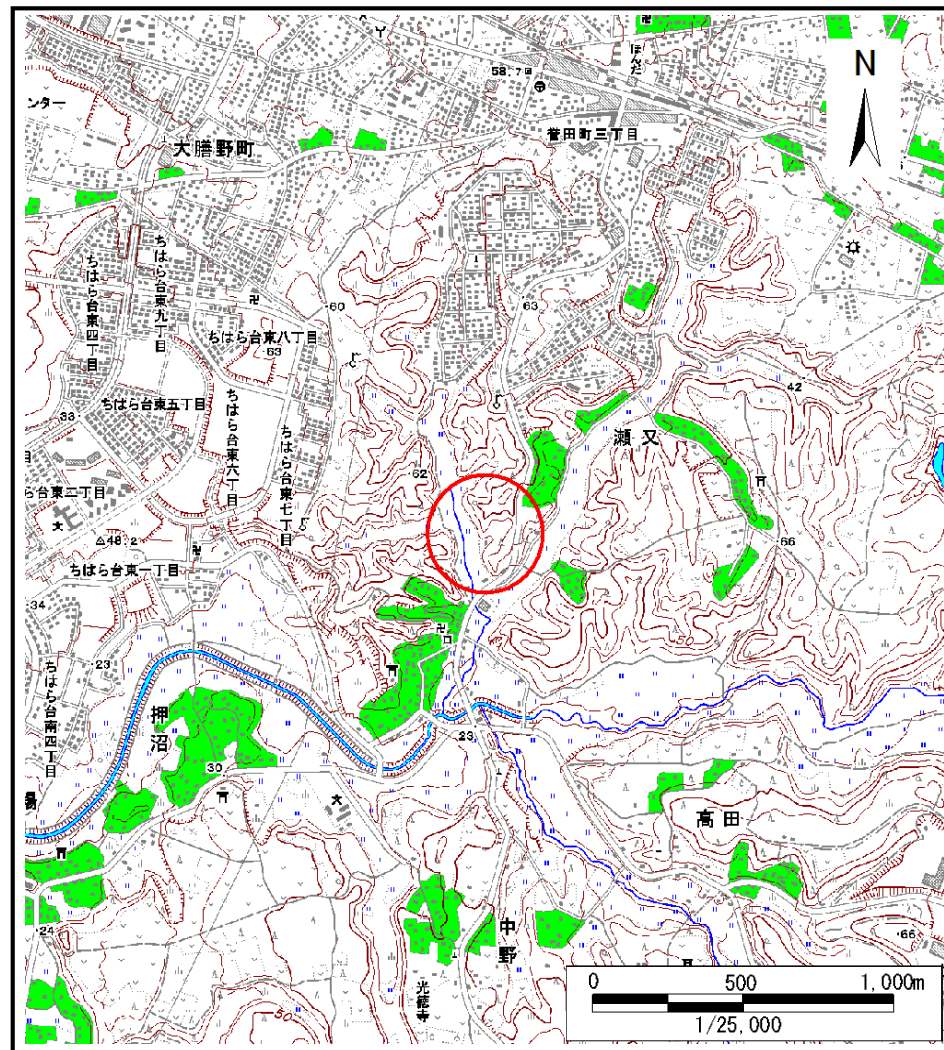 N
58.7
ほんだ
ンター
大膳野町
誉田町三丁目
ちはら台東四丁目
ちはら台東九丁目
60
63
ちはら台東八丁目
63
42
33
ちはら台東五丁目
ちはら台東六丁目
ちはら台東七丁目
瀬又
62
ら台東二丁目
48.2
66
ちはら台東一丁目
34
50
23
ちはら台南四丁目
押沼
23
30
高田
24
中野
66
光徳寺
50
0 500 1,000m
1/25,000